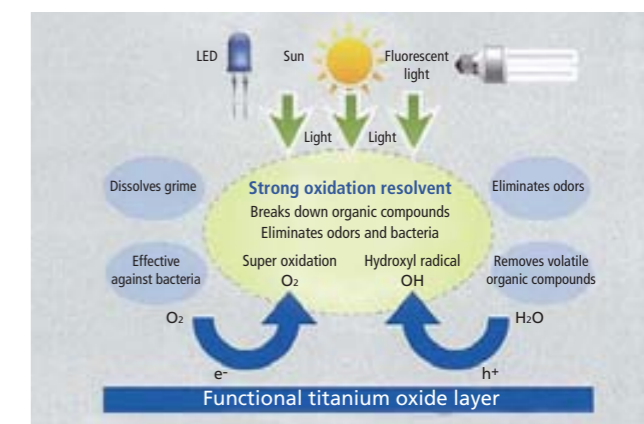 LED
Sun
Fluorescent
light
Light
Light
Dissolves grime
Strong oxidation resolvent
Eliminates odors
Breaks down organic compounds
Eliminates odors and bacteria
Effective
against bacteria
Super oxidation
O₂
Hydroxyl radical
OH
Removes volatile
organic compounds
O₂
H₂O
e-
h+
Functional titanium oxide layer